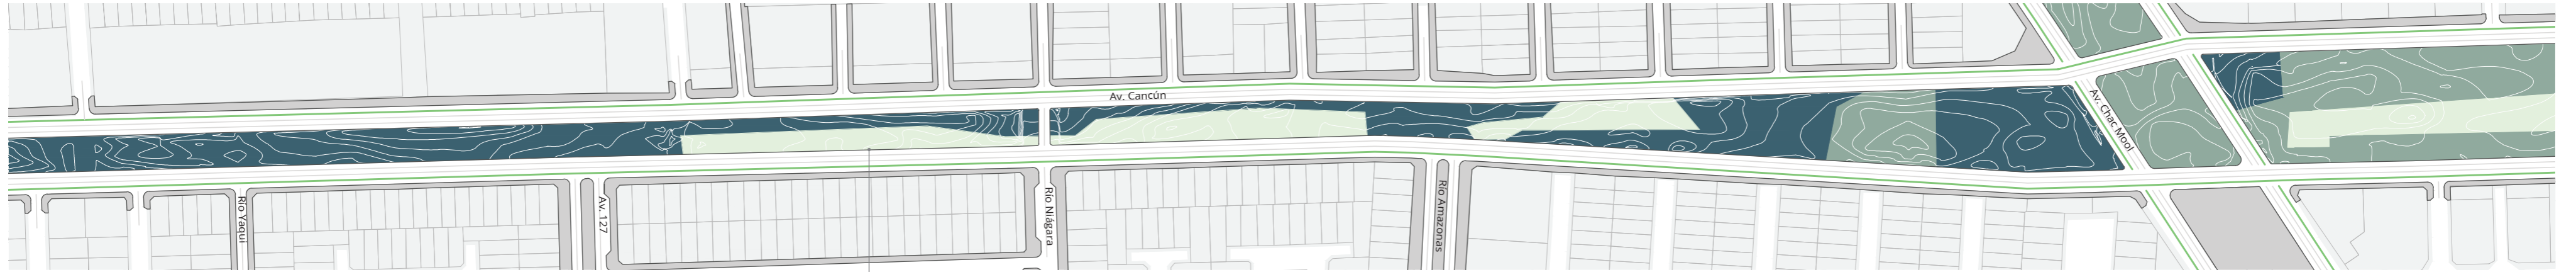 Av. Cancún
Av. Chac Mool
Río Yaqui
Av. 127
Río Niágara
Río Amazonas